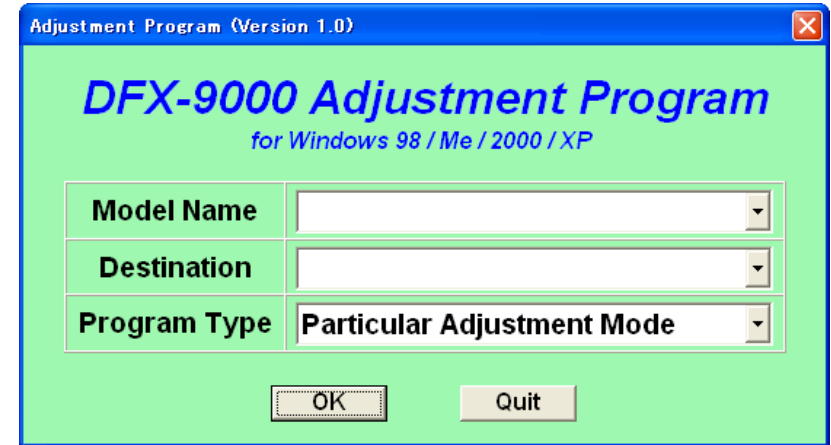 Adjustment Program (Version 1.0)
DFX-9000 Adjustment Program
for Windows 98 / Me / 2000 / XP
Model Name
Destination
Program Type Particular Adjustment Mode
OK Quit